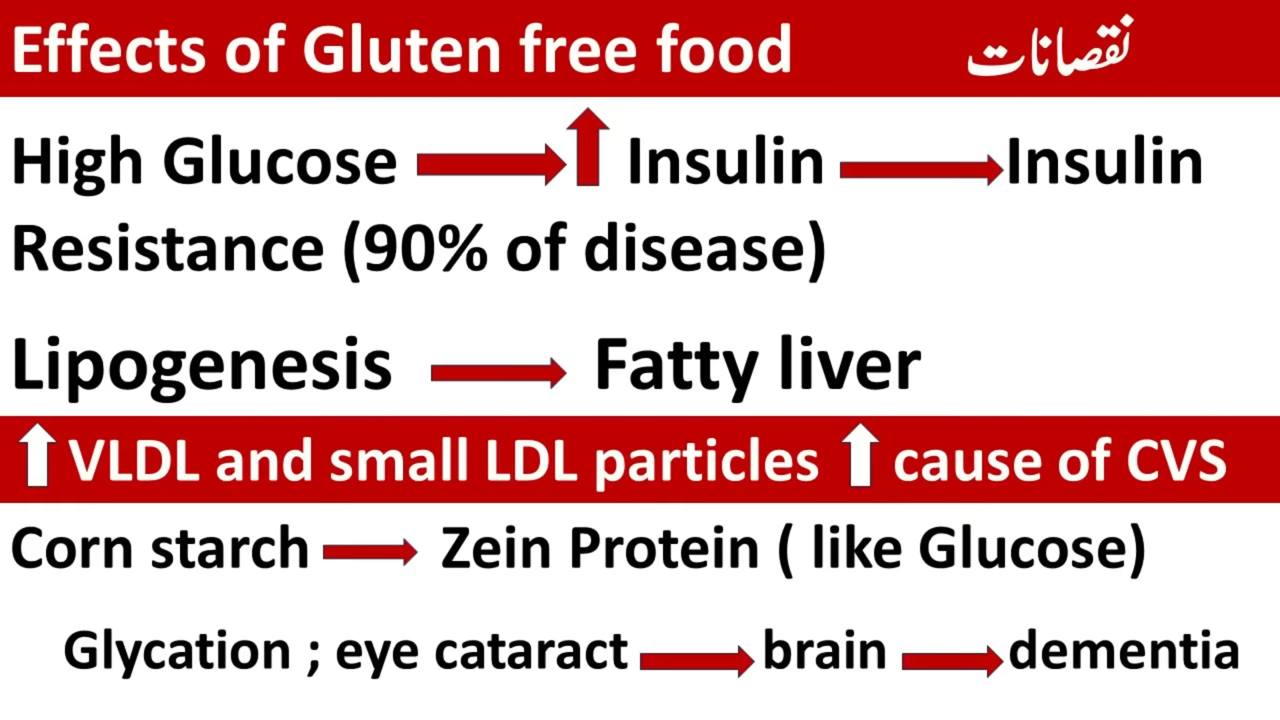 Effects of Gluten free food نقصانات
High Glucose Insulin Insulin
Resistance (90% of disease)
Lipogenesis Fatty liver
VLDL and small LDL particles cause of CVS
Corn starch Zein Protein ( like Glucose)
Glycation ; eye cataract brain dementia